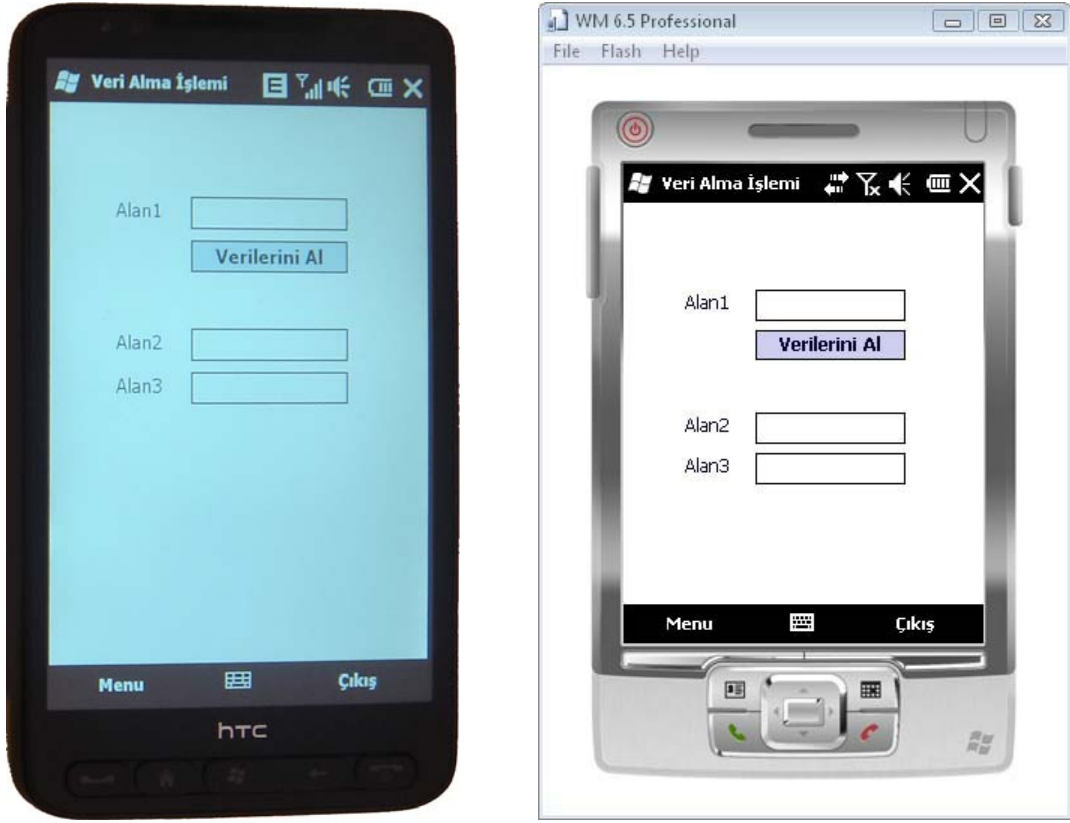 Veri Alma İşlemi
E
Alan1
Verilerini Al
Alan2
Alan3
Menu
Çıkış
hTC
WM 6.5 Professional
File Flash Help
Veri Alma İşlemi
Alan1
Verilerini Al
Alan2
Alan3
Menu
Çıkış